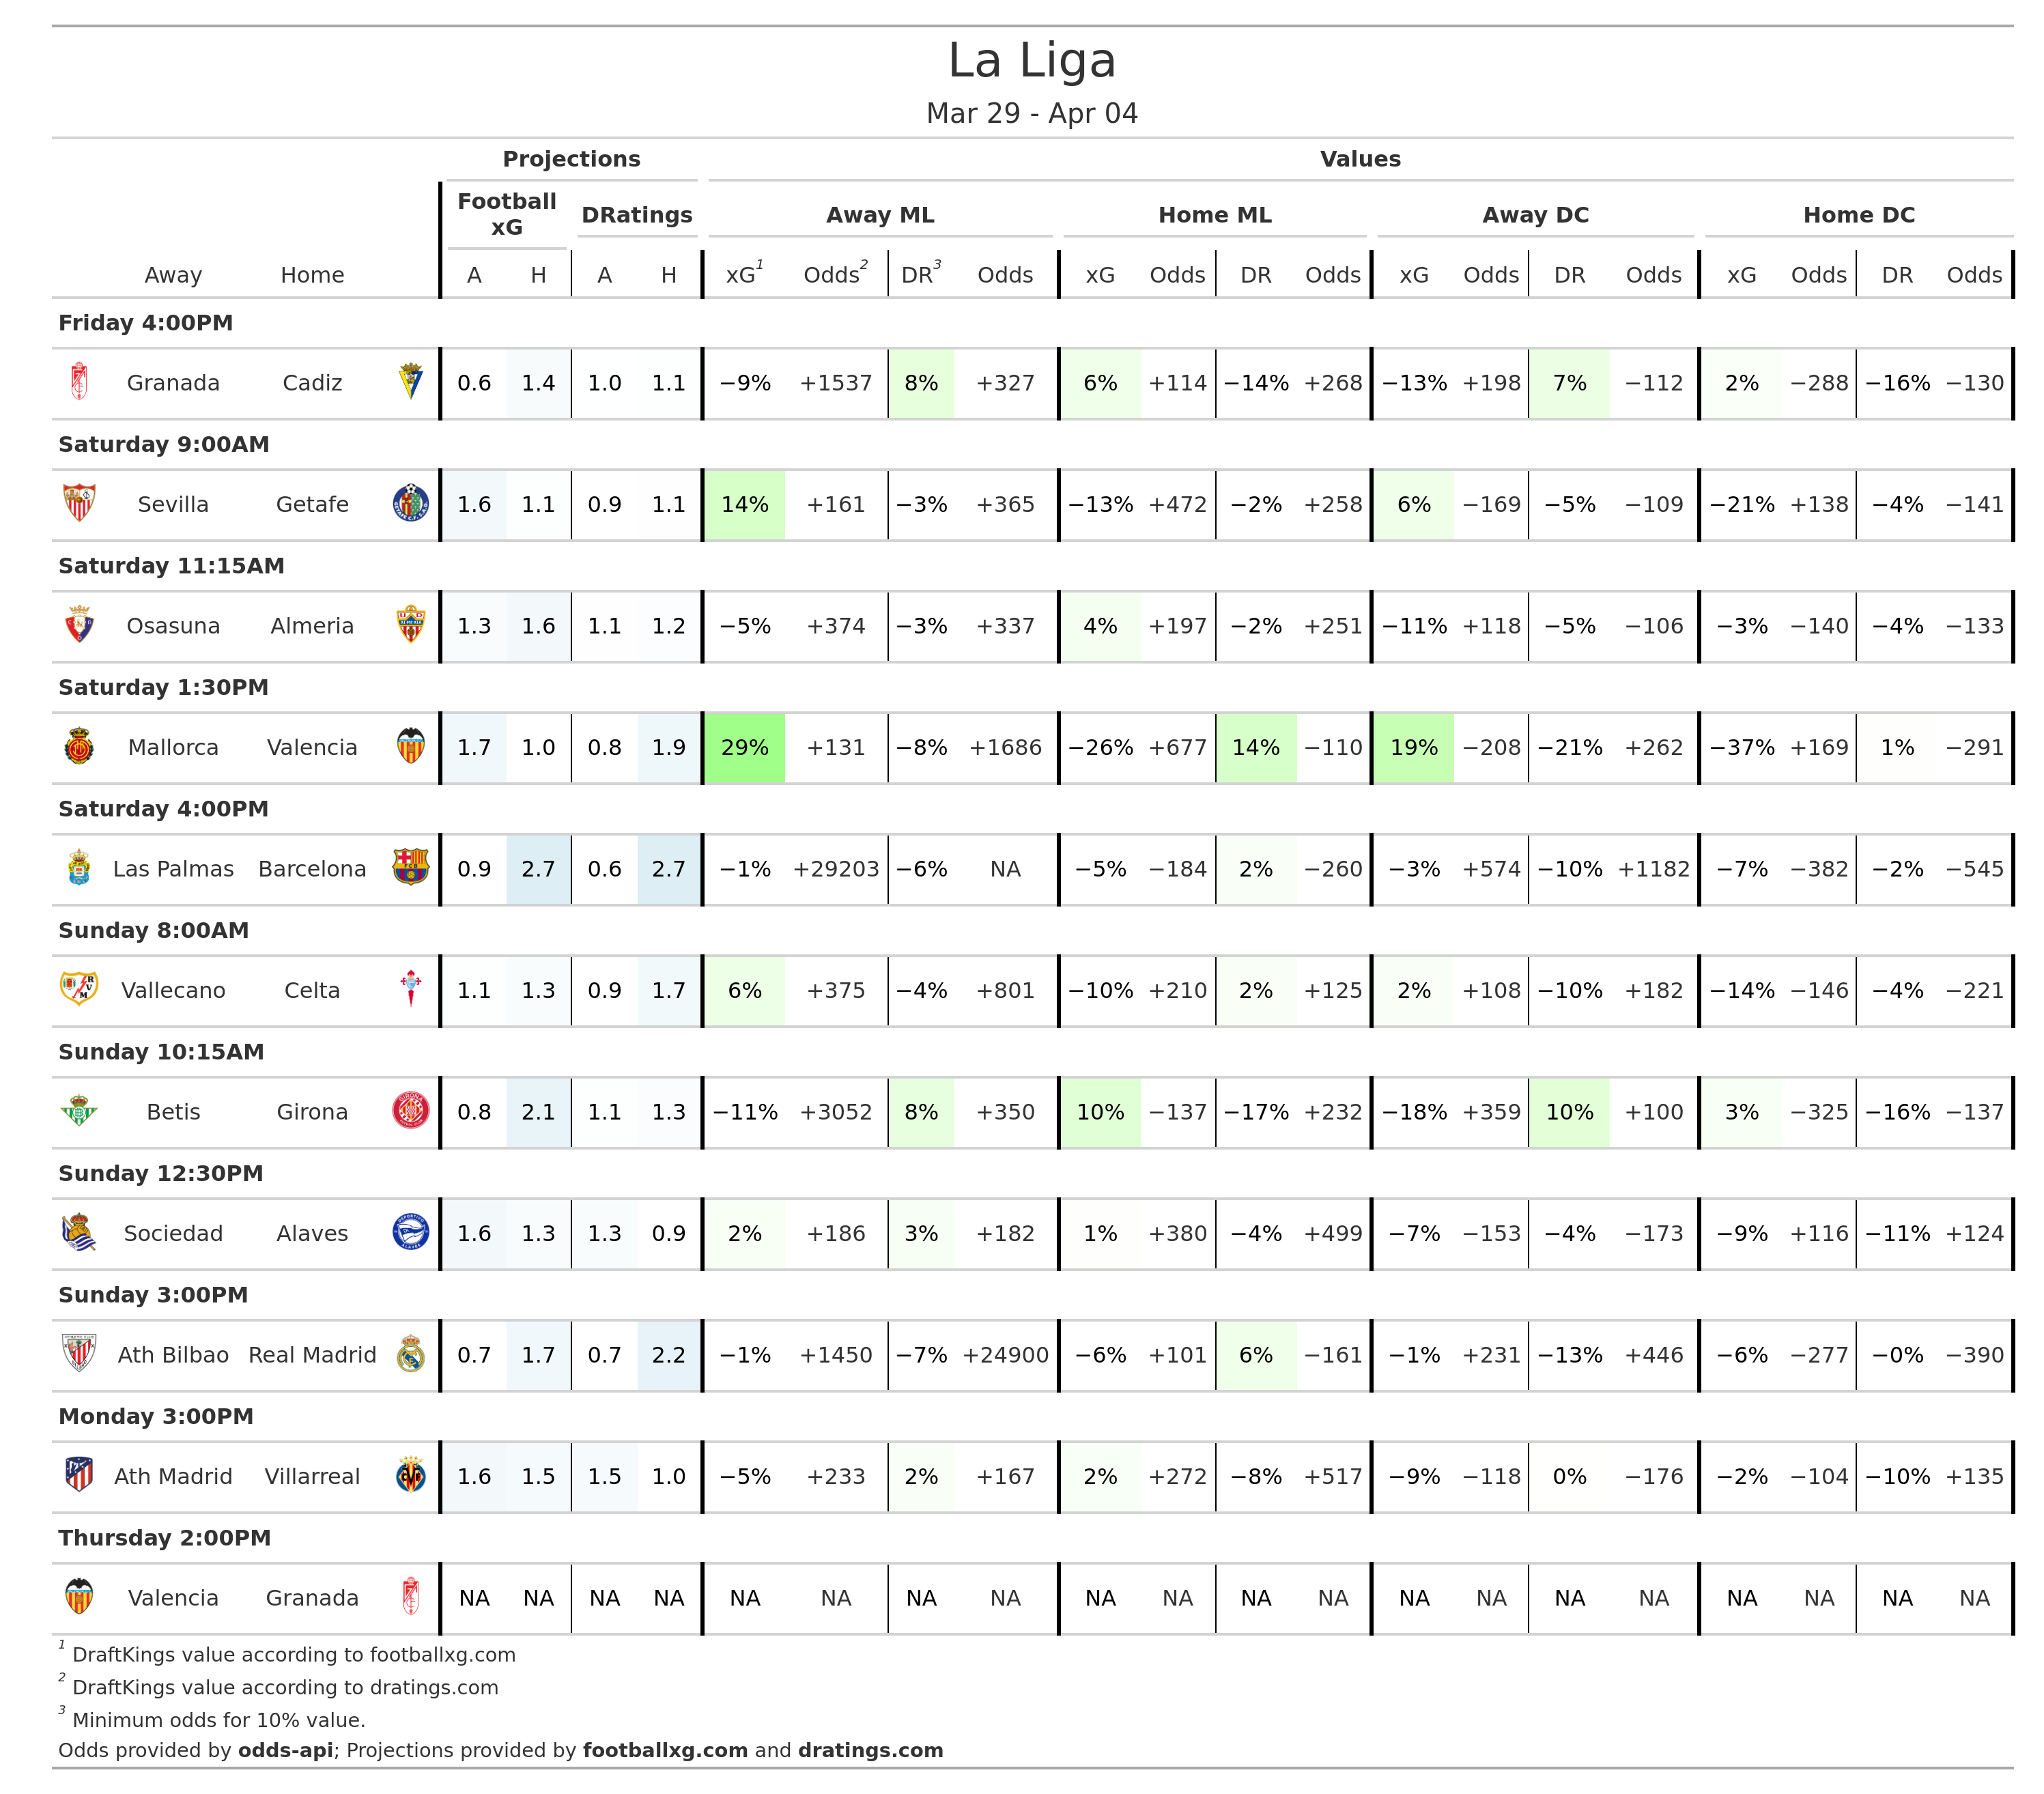 La Liga
Mar 29 - Apr 04
Projections Values
Football xG DRatings Away ML Home ML Away DC Home DC
Away Home A H A H xG1 Odds2 DR3 Odds xG Odds DR Odds xG Odds DR Odds xG Odds DR Odds
Friday 4:00PM
Granada Cadiz 0.6 1.4 1.0 1.1 −9% +1537 8% +327 6% +114 −14% +268 −13% +198 7% −112 2% −288 −16% −130
Saturday 9:00AM
Sevilla Getafe 1.6 1.1 0.9 1.1 14% +161 −3% +365 −13% +472 −2% +258 6% −169 −5% −109 −21% +138 −4% −141
Saturday 11:15AM
Osasuna Almeria 1.3 1.6 1.1 1.2 −5% +374 −3% +337 4% +197 −2% +251 −11% +118 −5% −106 −3% −140 −4% −133
Saturday 1:30PM
Mallorca Valencia 1.7 1.0 0.8 1.9 29% +131 −8% +1686 −26% +677 14% −110 19% −208 −21% +262 −37% +169 1% −291
Saturday 4:00PM
Las Palmas Barcelona 0.9 2.7 0.6 2.7 −1% +29203 −6% NA −5% −184 2% −260 −3% +574 −10% +1182 −7% −382 −2% −545
Sunday 8:00AM
Vallecano Celta 1.1 1.3 0.9 1.7 6% +375 −4% +801 −10% +210 2% +125 2% +108 −10% +182 −14% −146 −4% −221
Sunday 10:15AM
Betis Girona 0.8 2.1 1.1 1.3 −11% +3052 8% +350 10% −137 −17% +232 −18% +359 10% +100 3% −325 −16% −137
Sunday 12:30PM
Sociedad Alaves 1.6 1.3 1.3 0.9 2% +186 3% +182 1% +380 −4% +499 −7% −153 −4% −173 −9% +116 −11% +124
Sunday 3:00PM
Ath Bilbao Real Madrid 0.7 1.7 0.7 2.2 −1% +1450 −7% +24900 −6% +101 6% −161 −1% +231 −13% +446 −6% −277 −0% −390
Monday 3:00PM
Ath Madrid Villarreal 1.6 1.5 1.5 1.0 −5% +233 2% +167 2% +272 −8% +517 −9% −118 0% −176 −2% −104 −10% +135
Thursday 2:00PM
Valencia Granada NA NA NA NA NA NA NA NA NA NA NA NA NA NA NA NA NA NA NA NA
1 DraftKings value according to footballxg.com
2 DraftKings value according to dratings.com
3 Minimum odds for 10% value.
Odds provided by odds-api; Projections provided by footballxg.com and dratings.com